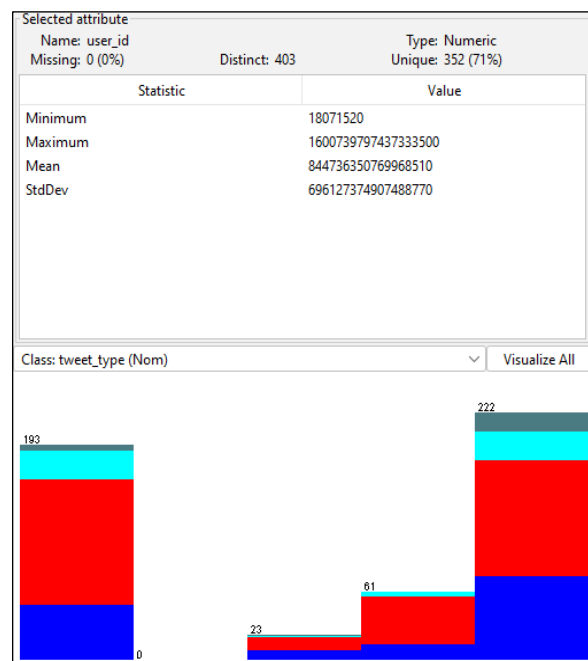 Selected attribute
Name: user_id Type: Numeric
Missing: 0 (0%) Distinct: 403 Unique: 352 (71%)
Statistic Value
Minimum 18071520
Maximum 1600739797437333500
Mean 844736350769968510
StdDev 696127374907488770
Class: tweet_type (Nom) Visualize All
222
193
61
23
0